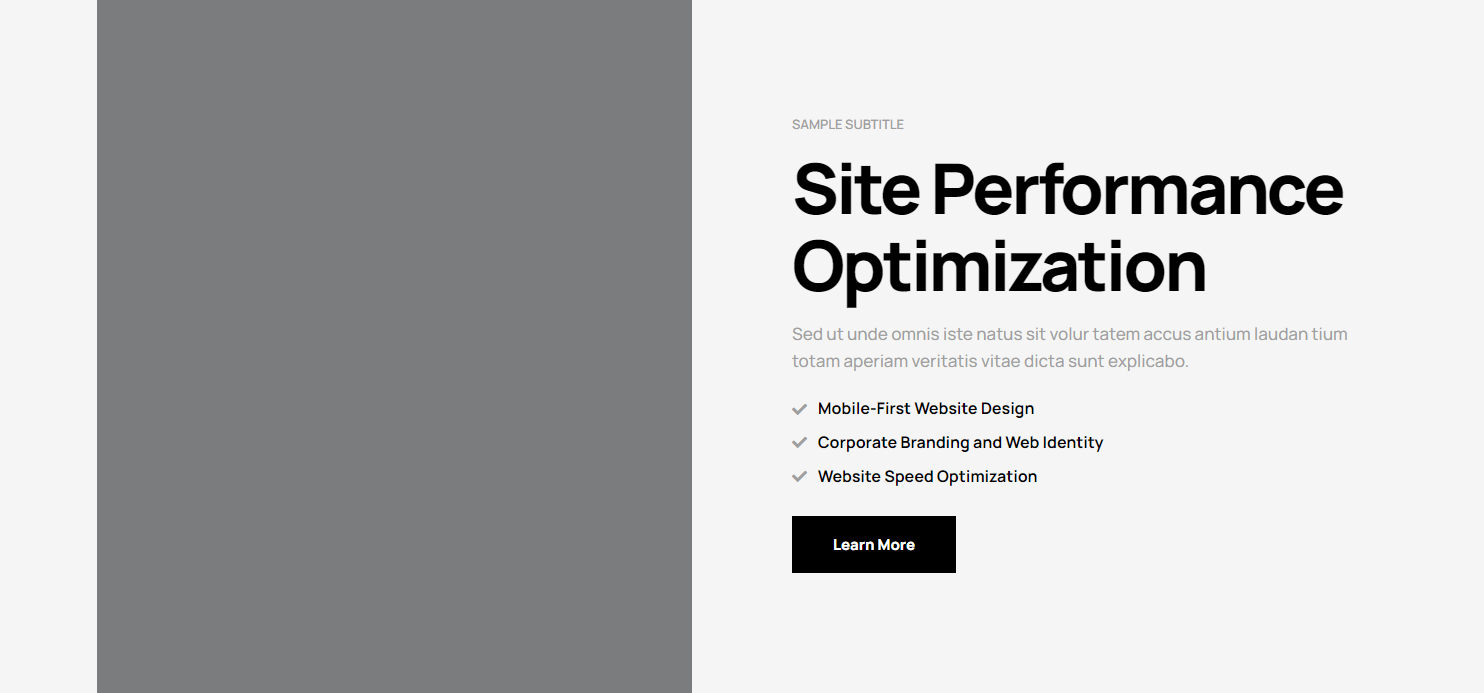 SAMPLE SUBTITLE
Site Performance
Optimization
Sed ut unde omnis iste natus sit volur tatem accus antium laudan tium
totam aperiam veritatis vitae dicta sunt explicabo.
Mobile-First Website Design
Corporate Branding and Web Identity
Website Speed Optimization
Learn More